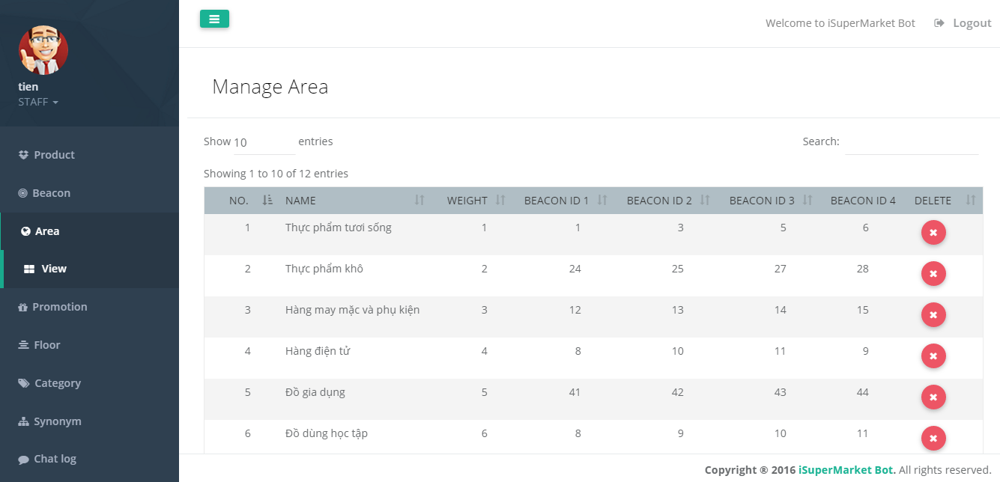 Welcome to iSuperMarket Bot Logout
tien
STAFF
Product
Beacon
Area
View
Promotion
Floor
Category
Synonym
Chat log
Manage Area
Show 10 entries Search:
Showing 1 to 10 of 12 entries
NO. NAME WEIGHT BEACON ID 1 BEACON ID 2 BEACON ID 3 BEACON ID 4 DELETE
1 Thực phẩm tươi sống 1 1 3 5 6
2 Thực phẩm khô 2 24 25 27 28
3 Hàng may mặc và phụ kiện 3 12 13 14 15
4 Hàng điện tử 4 8 10 11 9
5 Đồ gia dụng 5 41 42 43 44
6 Đồ dùng học tập 6 8 9 10 11
Copyright ® 2016 iSuperMarket Bot. All rights reserved.